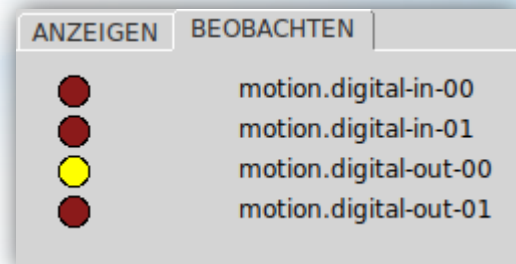 ANZEIGEN BEOBACHTEN
motion.digital-in-00
motion.digital-in-01
motion.digital-out-00
motion.digital-out-01